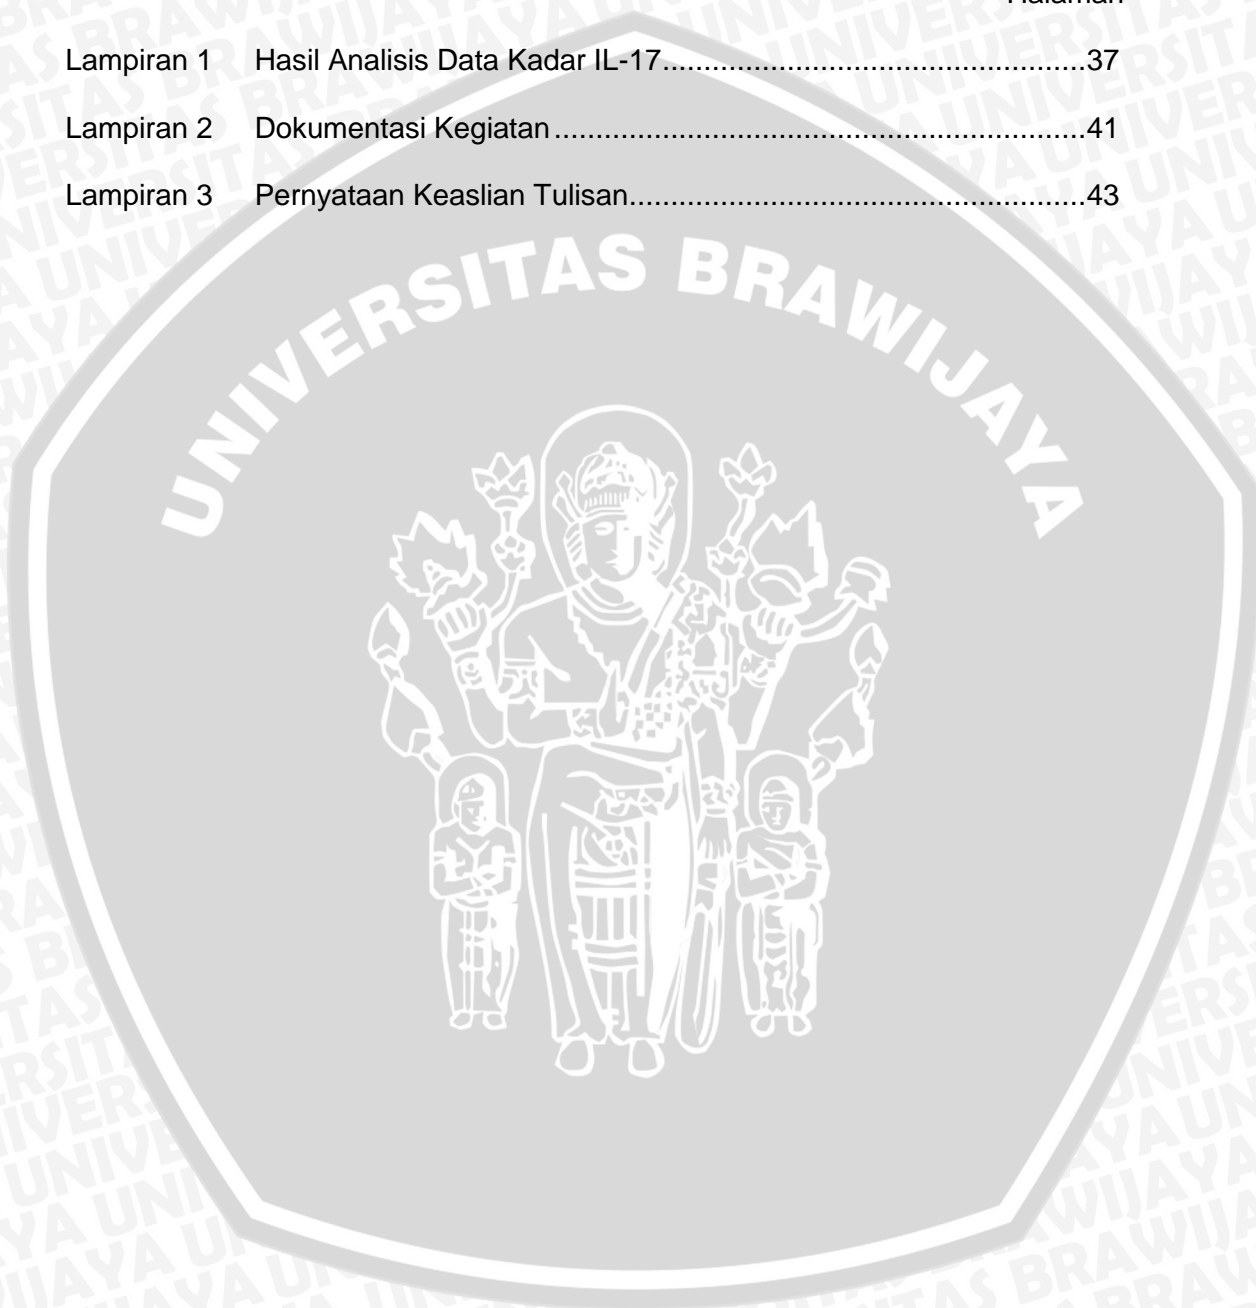 Halaman
Lampiran 1 Hasil Analisis Data Kadar IL-17....................................................37
Lampiran 2 Dokumentasi Kegiatan.................................................................41
Lampiran 3 Pernyataan Keaslian Tulisan........................................................43
UNIVERSITAS BRAWIJAYA